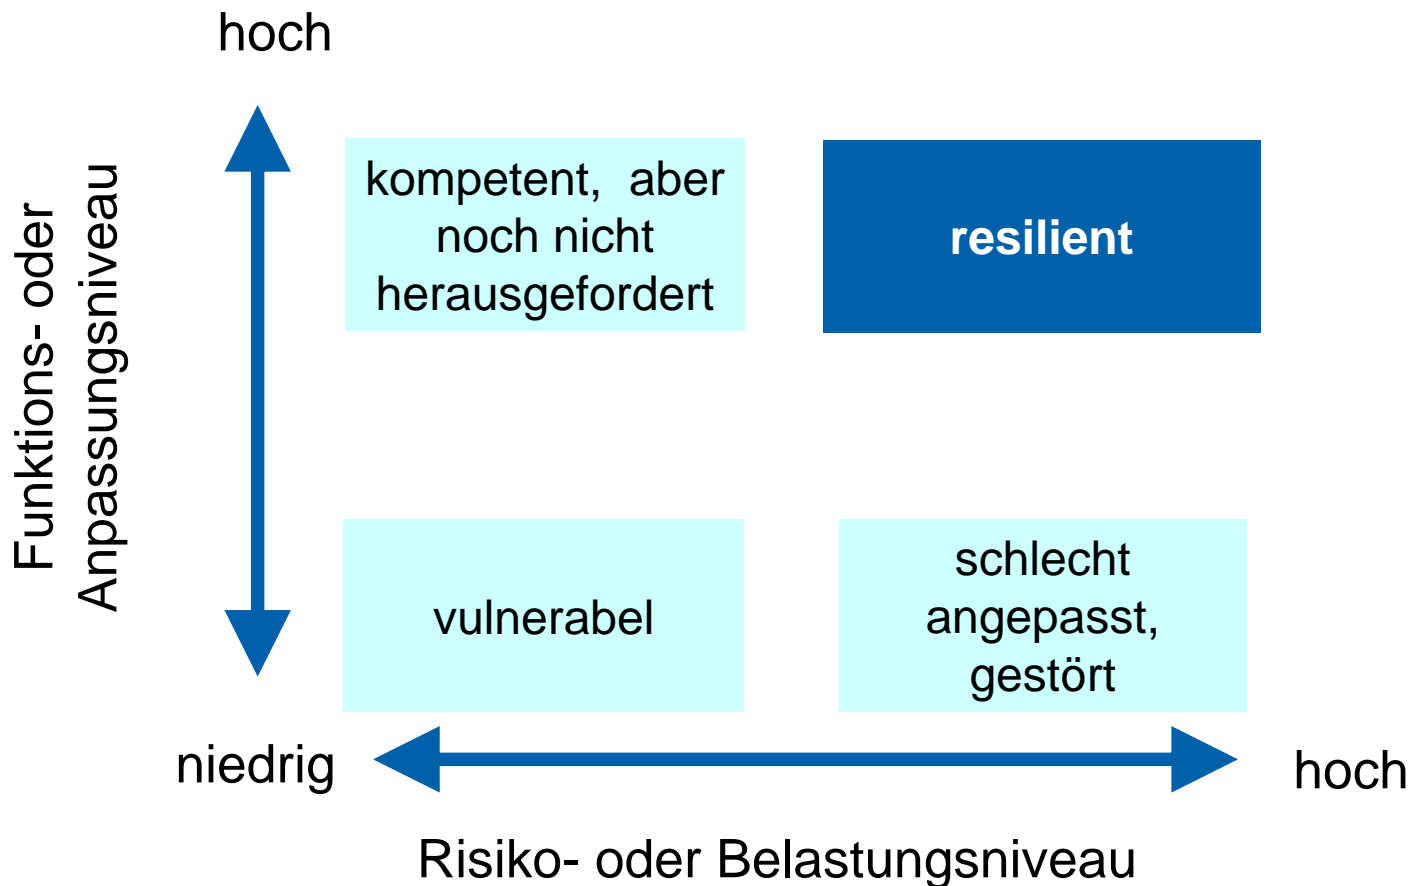 hoch
Funktions- oder
Anpassungsniveau
kompetent, aber
noch nicht
herausgefordert
resilient
vulnerabel
schlecht
angepasst,
gestört
niedrig
hoch
Risiko- oder Belastungsniveau